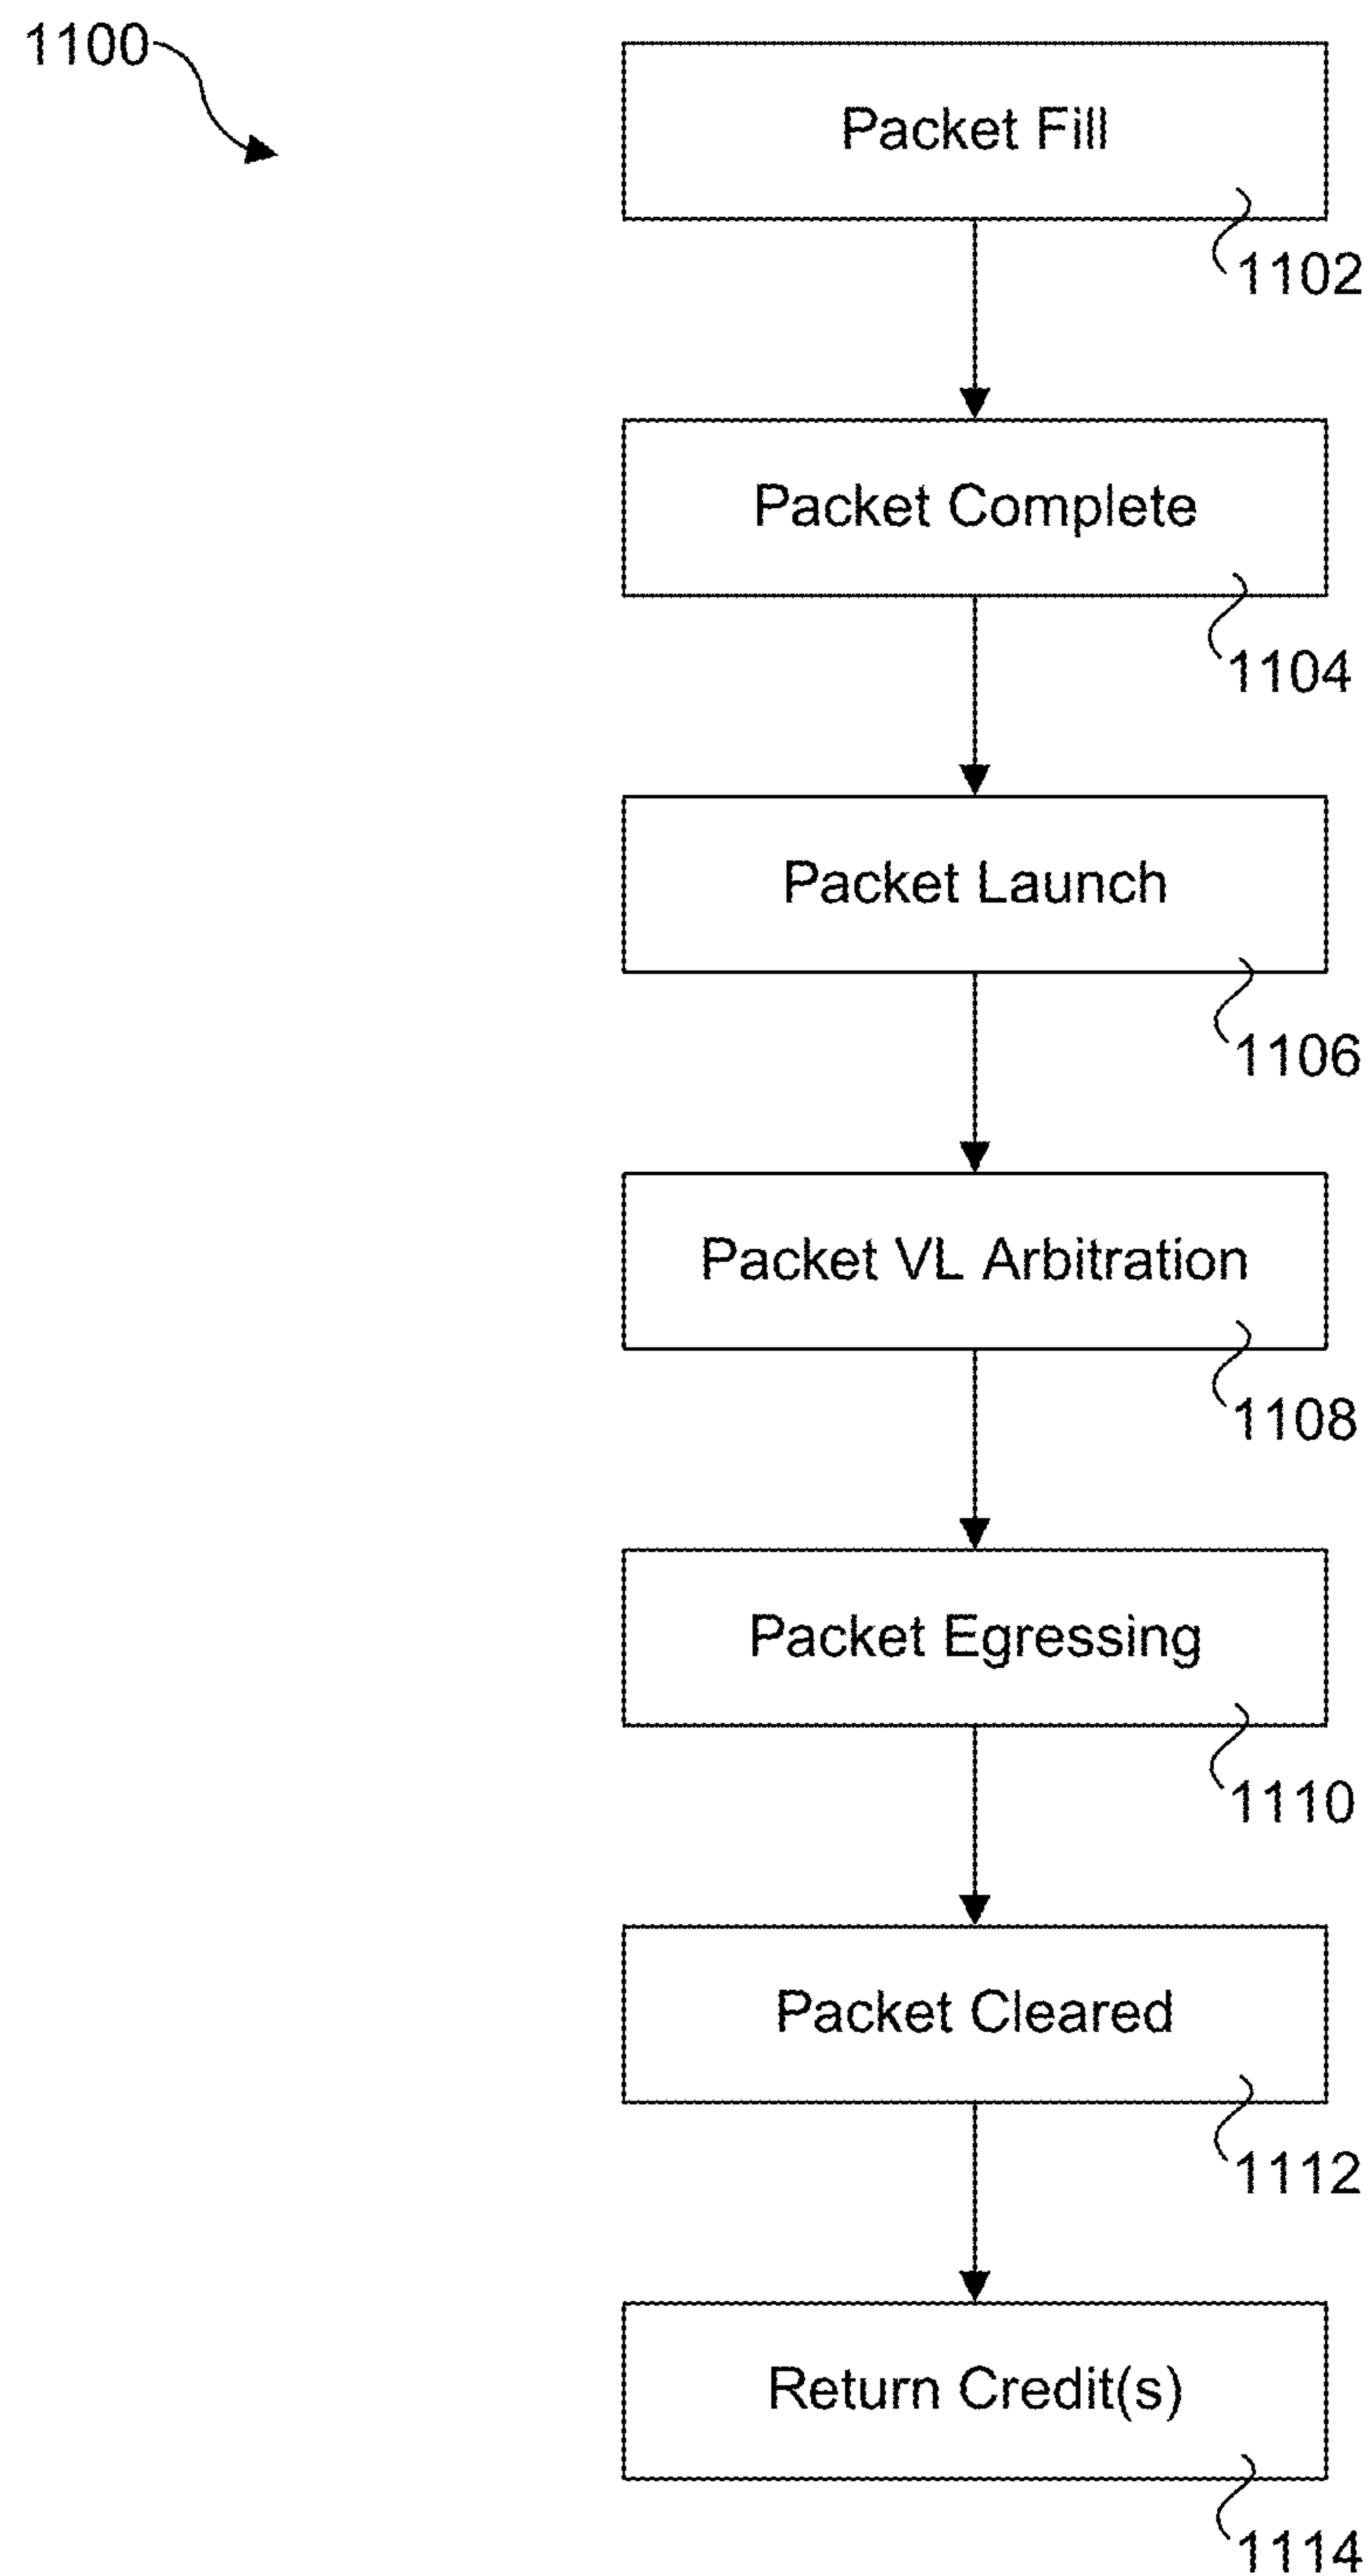 1100
Packet Fill
1102
Packet Complete
1104
Packet Launch
1106
Packet VL Arbitration
1108
Packet Egressing
1110
Packet Cleared
1112
Return Credit(s)
1114